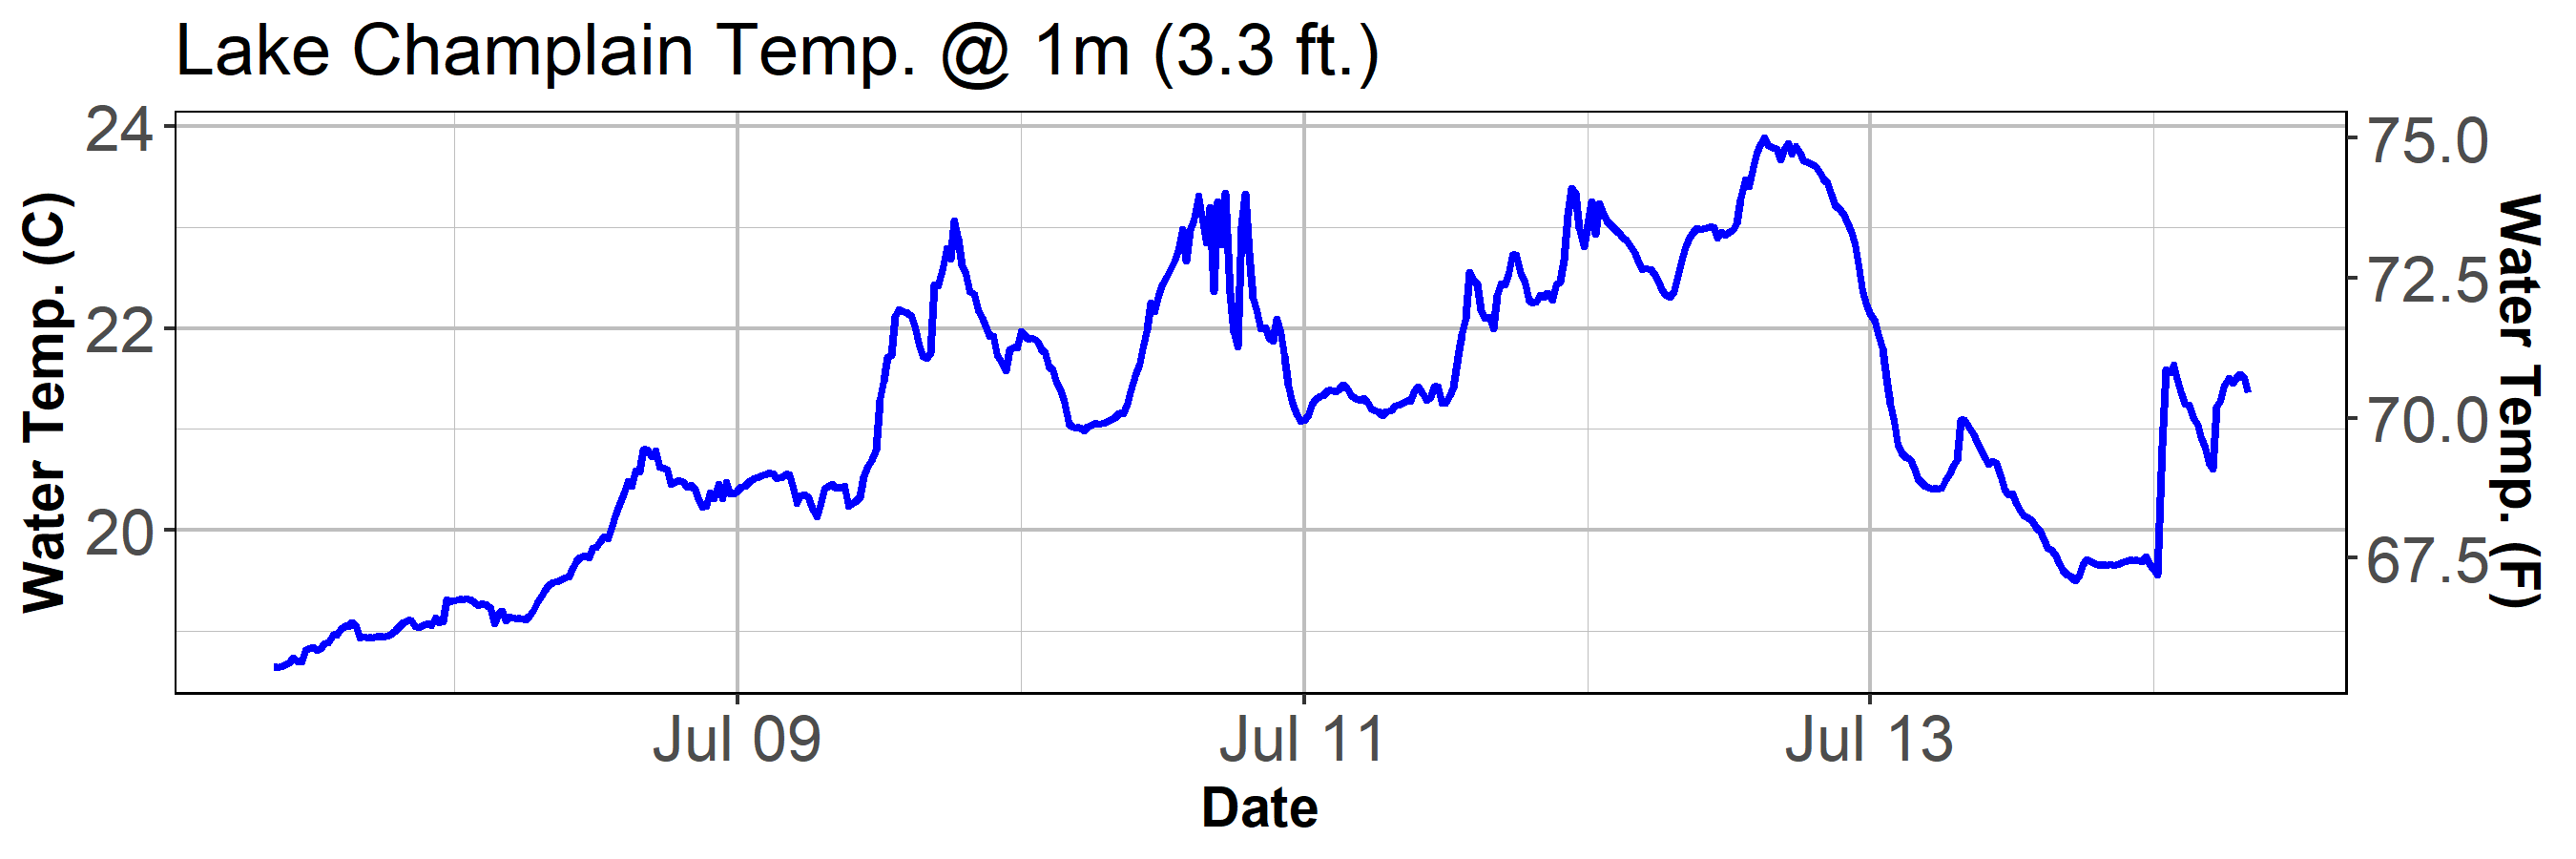 Lake Champlain Temp. @ 1m (3.3 ft.)
Water Temp. (C)
24
22
20
75.0
72.5
70.0
67.5
Water Temp. (F)
Jul 09
Jul 11
Jul 13
Date